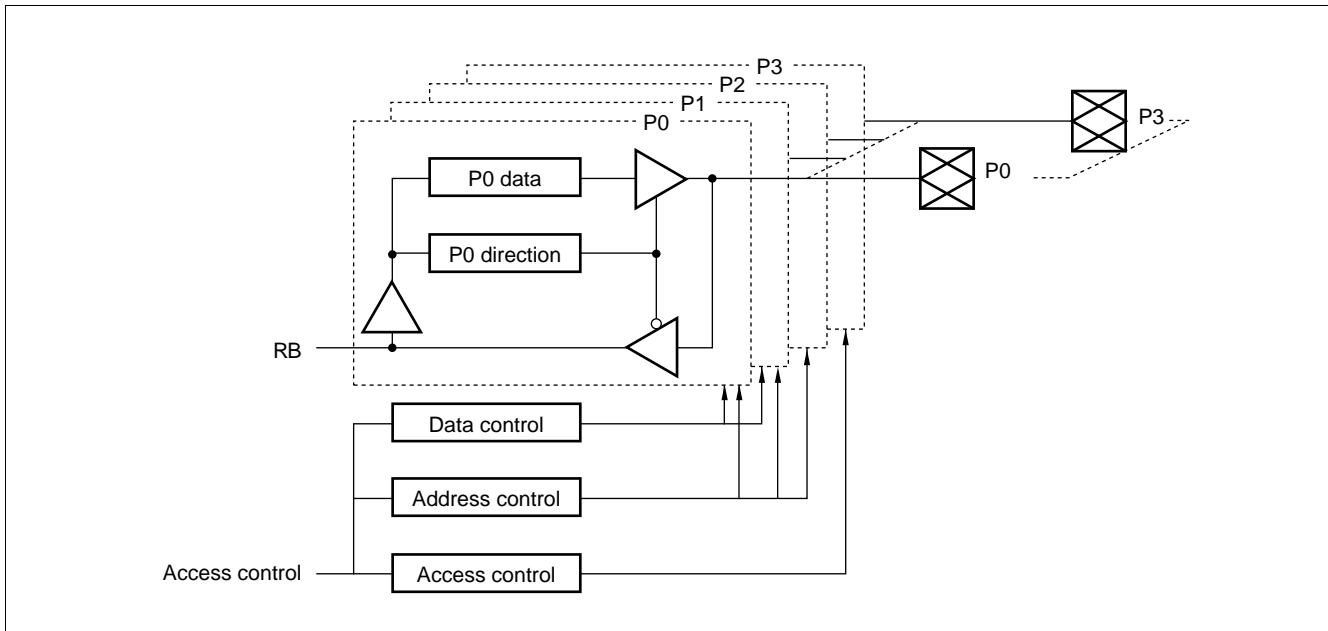 P3
P2
P1
P0
P3
P0
P0 data
P0 direction
RB
Data control
Address control
Access control
Access control